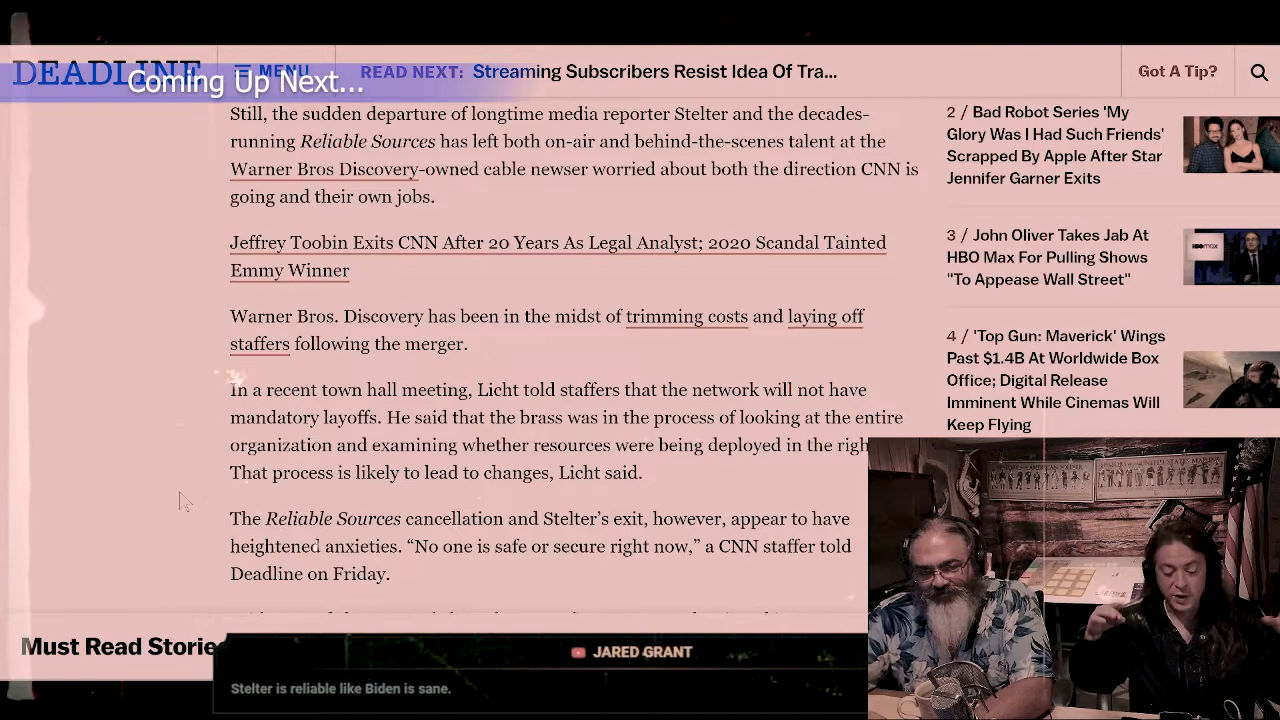 DEADLINE
Coming Up Next...
MENU
READ NEXT: Streaming Subscribers Resist Idea Of Tra...
Got A Tip?
Still, the sudden departure of longtime media reporter Stelter and the decades-
running Reliable Sources has left both on-air and behind-the-scenes talent at the
Warner Bros Discovery-owned cable newser worried about both the direction CNN is
going and their own jobs.
Jeffrey Toobin Exits CNN After 20 Years As Legal Analyst; 2020 Scandal Tainted
Emmy Winner
Warner Bros. Discovery has been in the midst of trimming costs and laying off
staffers following the merger.
In a recent town hall meeting, Licht told staffers that the network will not have
mandatory layoffs. He said that the brass was in the process of looking at the entire
organization and examining whether resources were being deployed in the righ
That process is likely to lead to changes, Licht said.
The Reliable Sources cancellation and Stelter’s exit, however, appear to have
heightened anxieties. “No one is safe or secure right now,” a CNN staffer told
Deadline on Friday.
2 / Bad Robot Series 'My
Glory Was I Had Such Friends'
Scrapped By Apple After Star
Jennifer Garner Exits
3 / John Oliver Takes Jab At
HBO Max For Pulling Shows
"To Appease Wall Street"
HBOmax
4 / 'Top Gun: Maverick' Wings
Past $1.4B At Worldwide Box
Office; Digital Release
Imminent While Cinemas Will
Keep Flying
Must Read Storie
JARED GRANT
Stelter is reliable like Biden is sane.